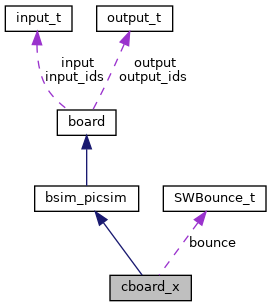 input_t
output_t
input
input_ids
output
output_ids
board
bsim_picsim
SWBounce_t
bounce
cboard_x